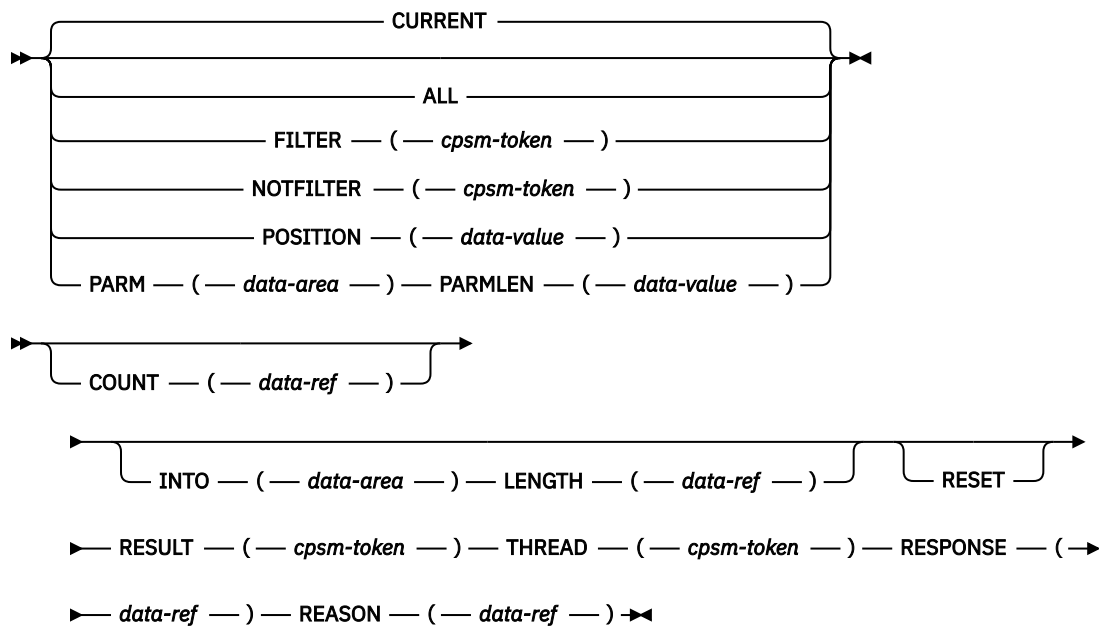 CURRENT
ALL
FILTER ( cpsm-token )
NOTFILTER ( cpsm-token )
POSITION ( data-value )
PARM ( data-area ) PARMLEN ( data-value )
COUNT ( data-ref )
INTO ( data-area ) LENGTH ( data-ref ) RESET
RESULT ( cpsm-token ) THREAD ( cpsm-token ) RESPONSE (
data-ref ) REASON ( data-ref )